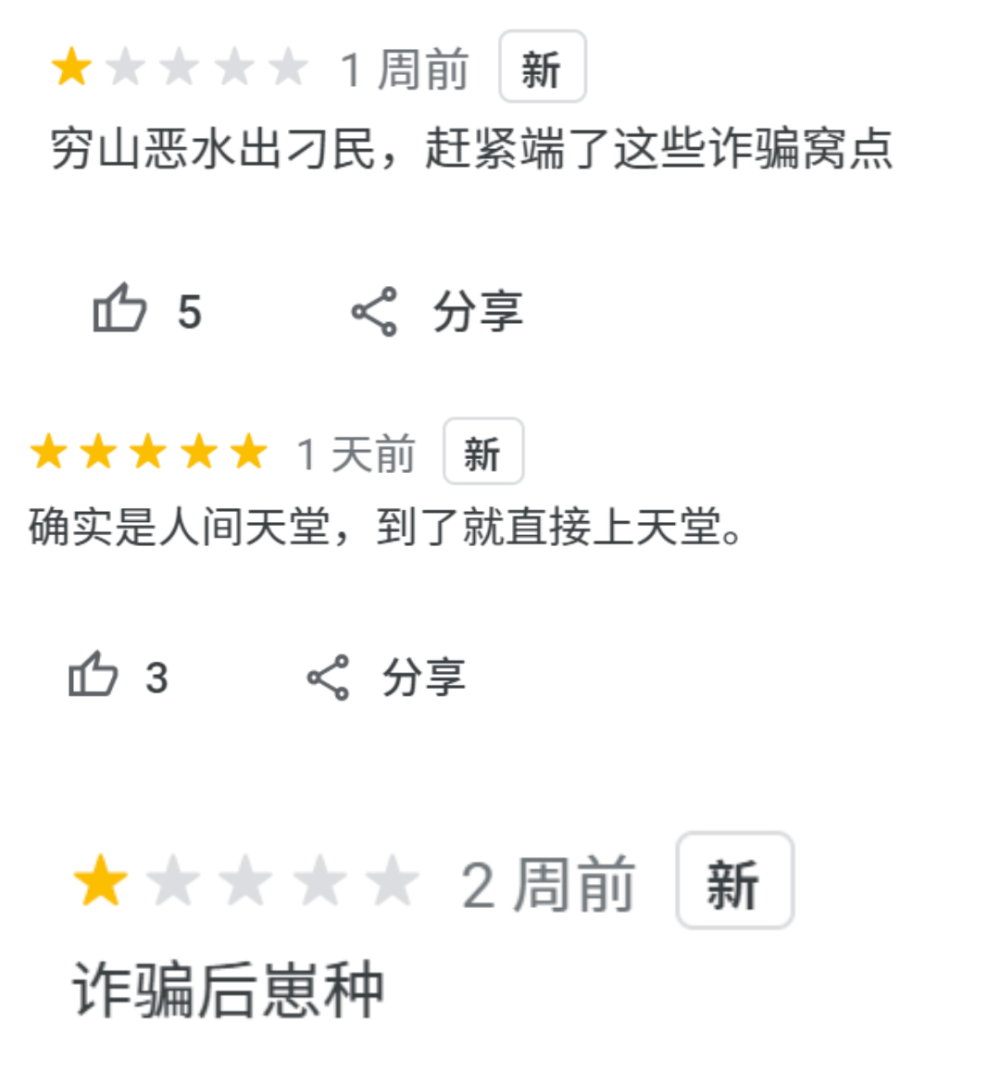 1 周前 新
穷山恶水出刁民，赶紧端了这些诈骗窝点
5 分享
1 天前 新
确实是人间天堂，到了就直接上天堂。
3 分享
2 周前 新
诈骗后崽种